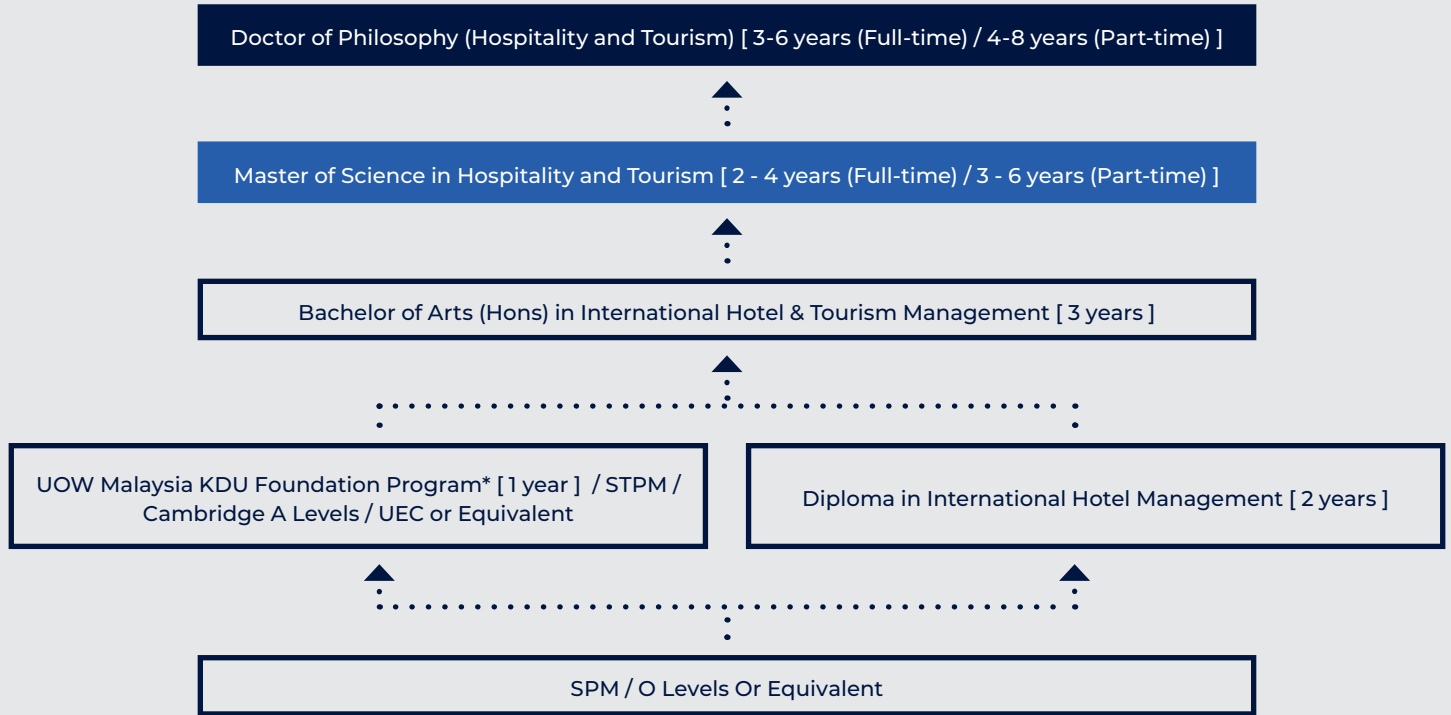 Doctor of Philosophy (Hospitality and Tourism) [ 3-6 years (Full-time) / 4-8 years (Part-time) ]
Master of Science in Hospitality and Tourism [ 2 - 4 years (Full-time) / 3 - 6 years (Part-time) ]
Bachelor of Arts (Hons) in International Hotel & Tourism Management [ 3 years ]
UOW Malaysia KDU Foundation Program* [ 1 year ] / STPM /
Cambridge A Levels / UEC or Equivalent
Diploma in International Hotel Management [ 2 years ]
SPM / O Levels Or Equivalent